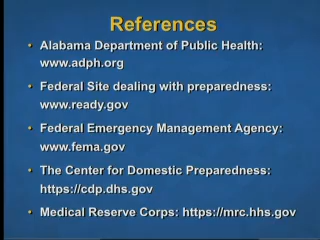 References
• Alabama Department of Public Health:
www.adph.org
• Federal Site dealing with preparedness:
www.ready.gov
• Federal Emergency Management Agency:
www.fema.gov
• The Center for Domestic Preparedness:
https://cdp.dhs.gov
• Medical Reserve Corps: https://mrc.hhs.gov